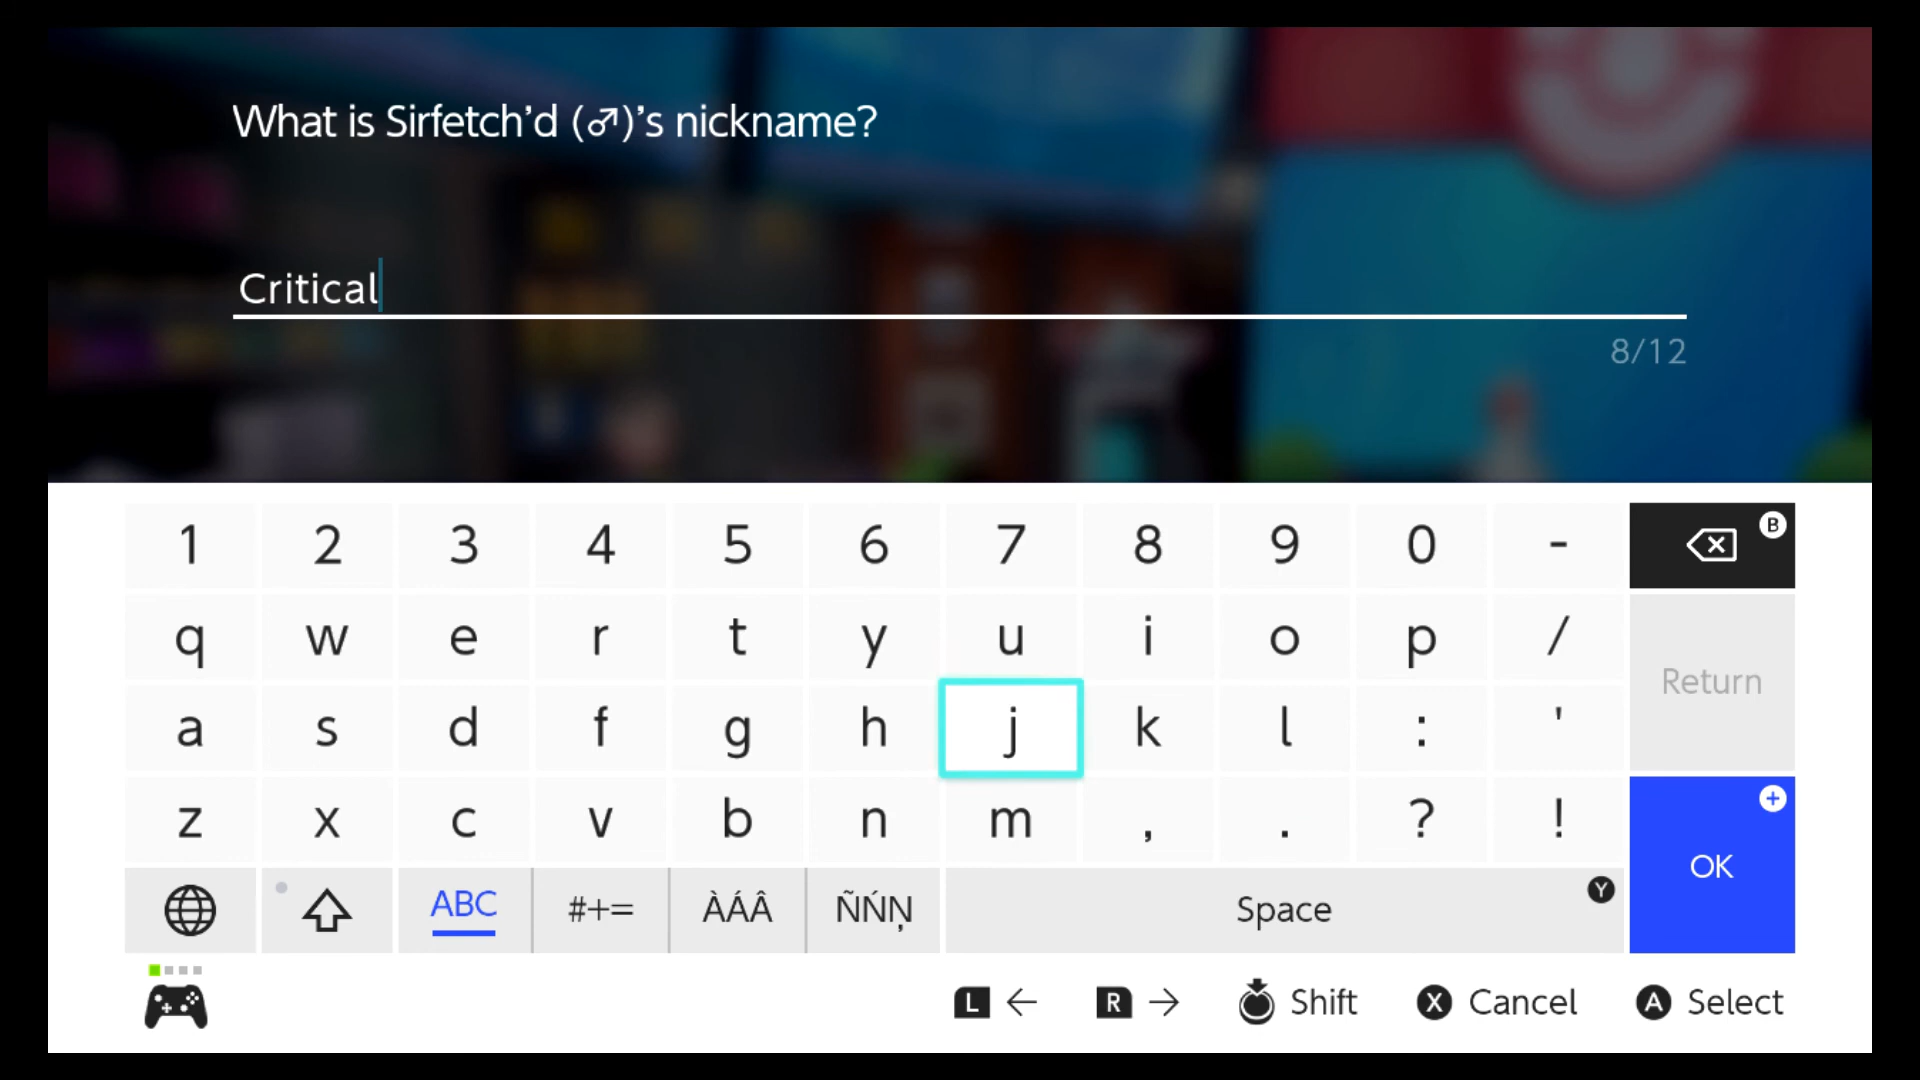 What is Sirfetch'd (♂)'s nickname?
Critical
8/12
1 2 3 4 5 6 7 8 9 0 - B
q w e r t y u i o p /
Return
a s d f g h j k l : '
z x c v b n m , . ? ! +
OK
ABC #+= ÀÁÂ ÑŃŅ Space Y
L ← R → Shift X Cancel A Select